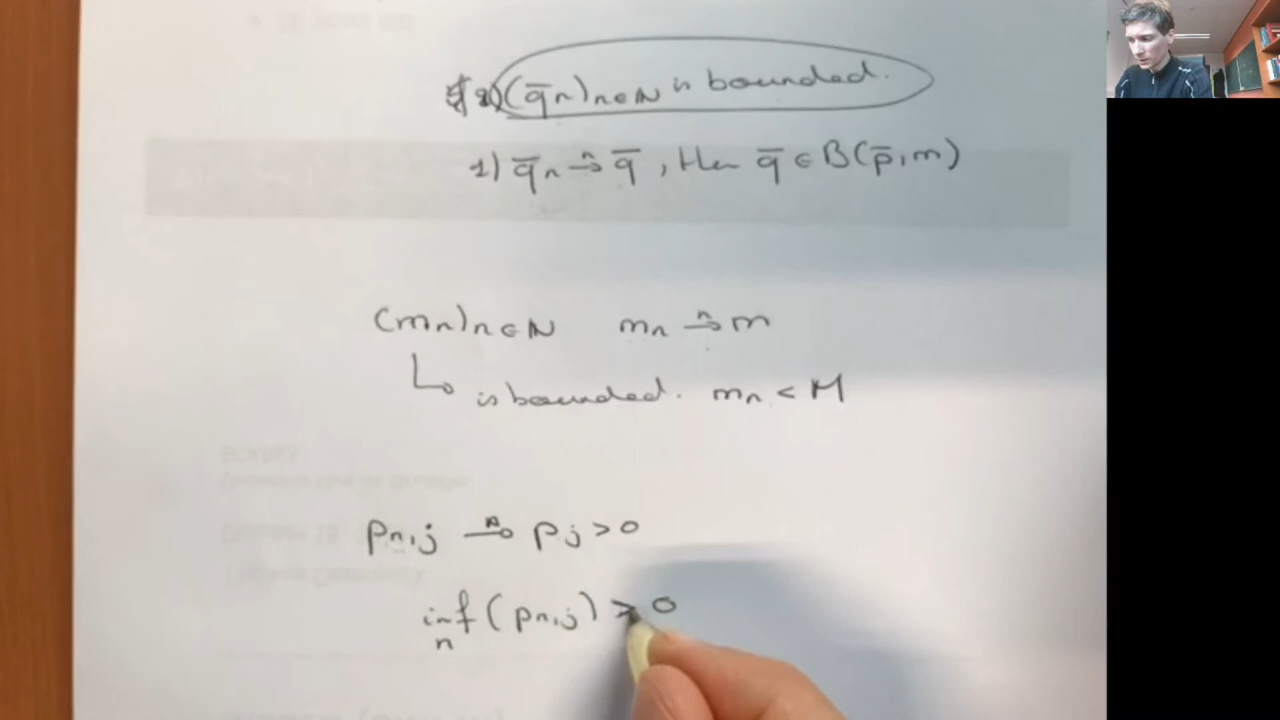 2) (q̄n)n∈ℕ is bounded.
1) q̄n →ⁿ q̄ , then q̄ ∈ B(p̄, m)
(mn)n∈ℕ mn →ⁿ m
↳ is bounded. mn < M
pn,j →ⁿ pj > 0
inf (pn,j) > 0
n